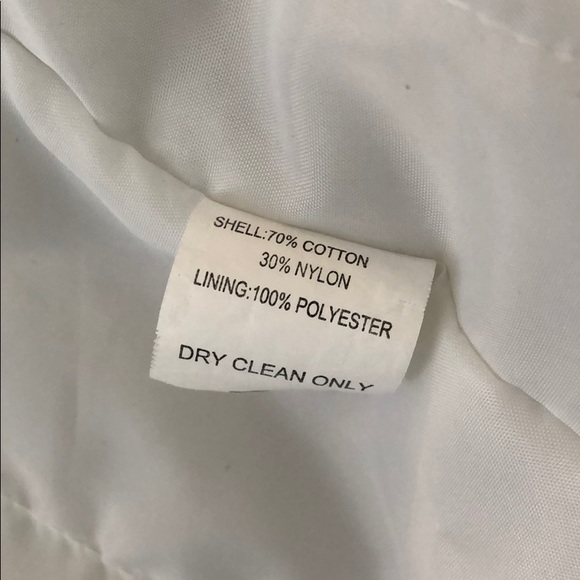 SHELL:70% COTTON
30% NYLON
LINING:100% POLYESTER
DRY CLEAN ONLY